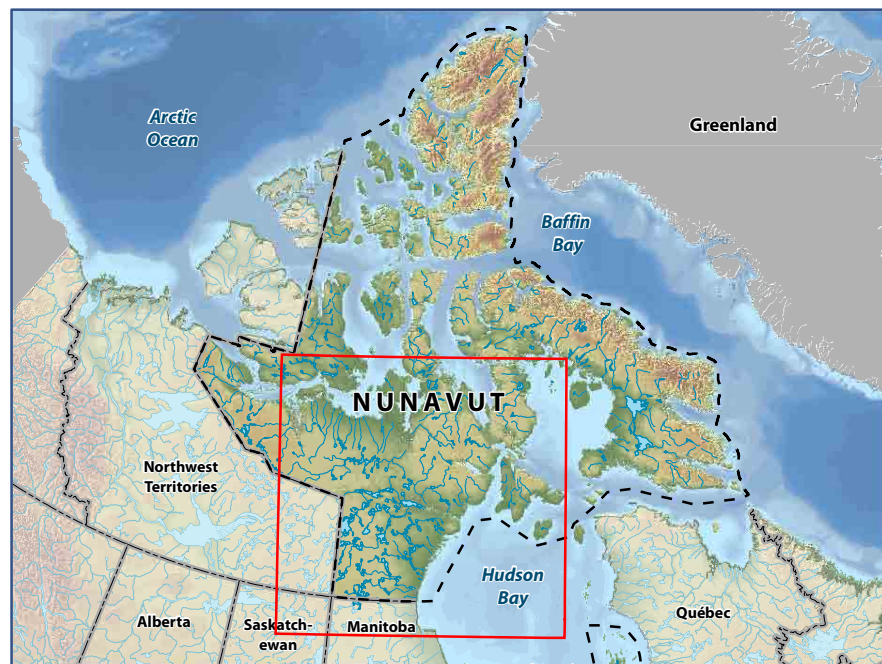 Arctic
Ocean
Greenland
Baffin
Bay
NUNAVUT
Northwest
Territories
Hudson
Bay
Alberta
Saskatch-
ewan
Manitoba
Québec